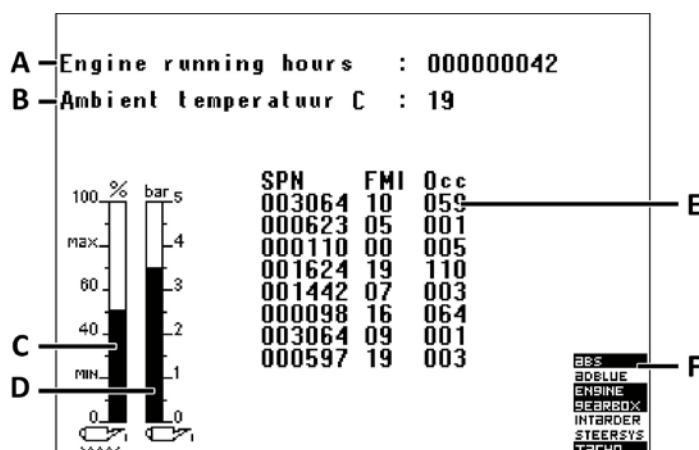 A Engine running hours : 000000042
B Ambient temperatuur C : 19
SPN FMI Occ
003064 10 059 E
000623 05 001
000110 00 005
001624 19 110
001442 07 003
000098 16 064
003064 09 001
000597 19 003
% bar
100 5
Max 4
60 3
40 2
C
MIN 1
D
0 0
ABS F
ADBLUE
ENGINE
GEARBOX
INTARDER
STEERSYS
TACHO